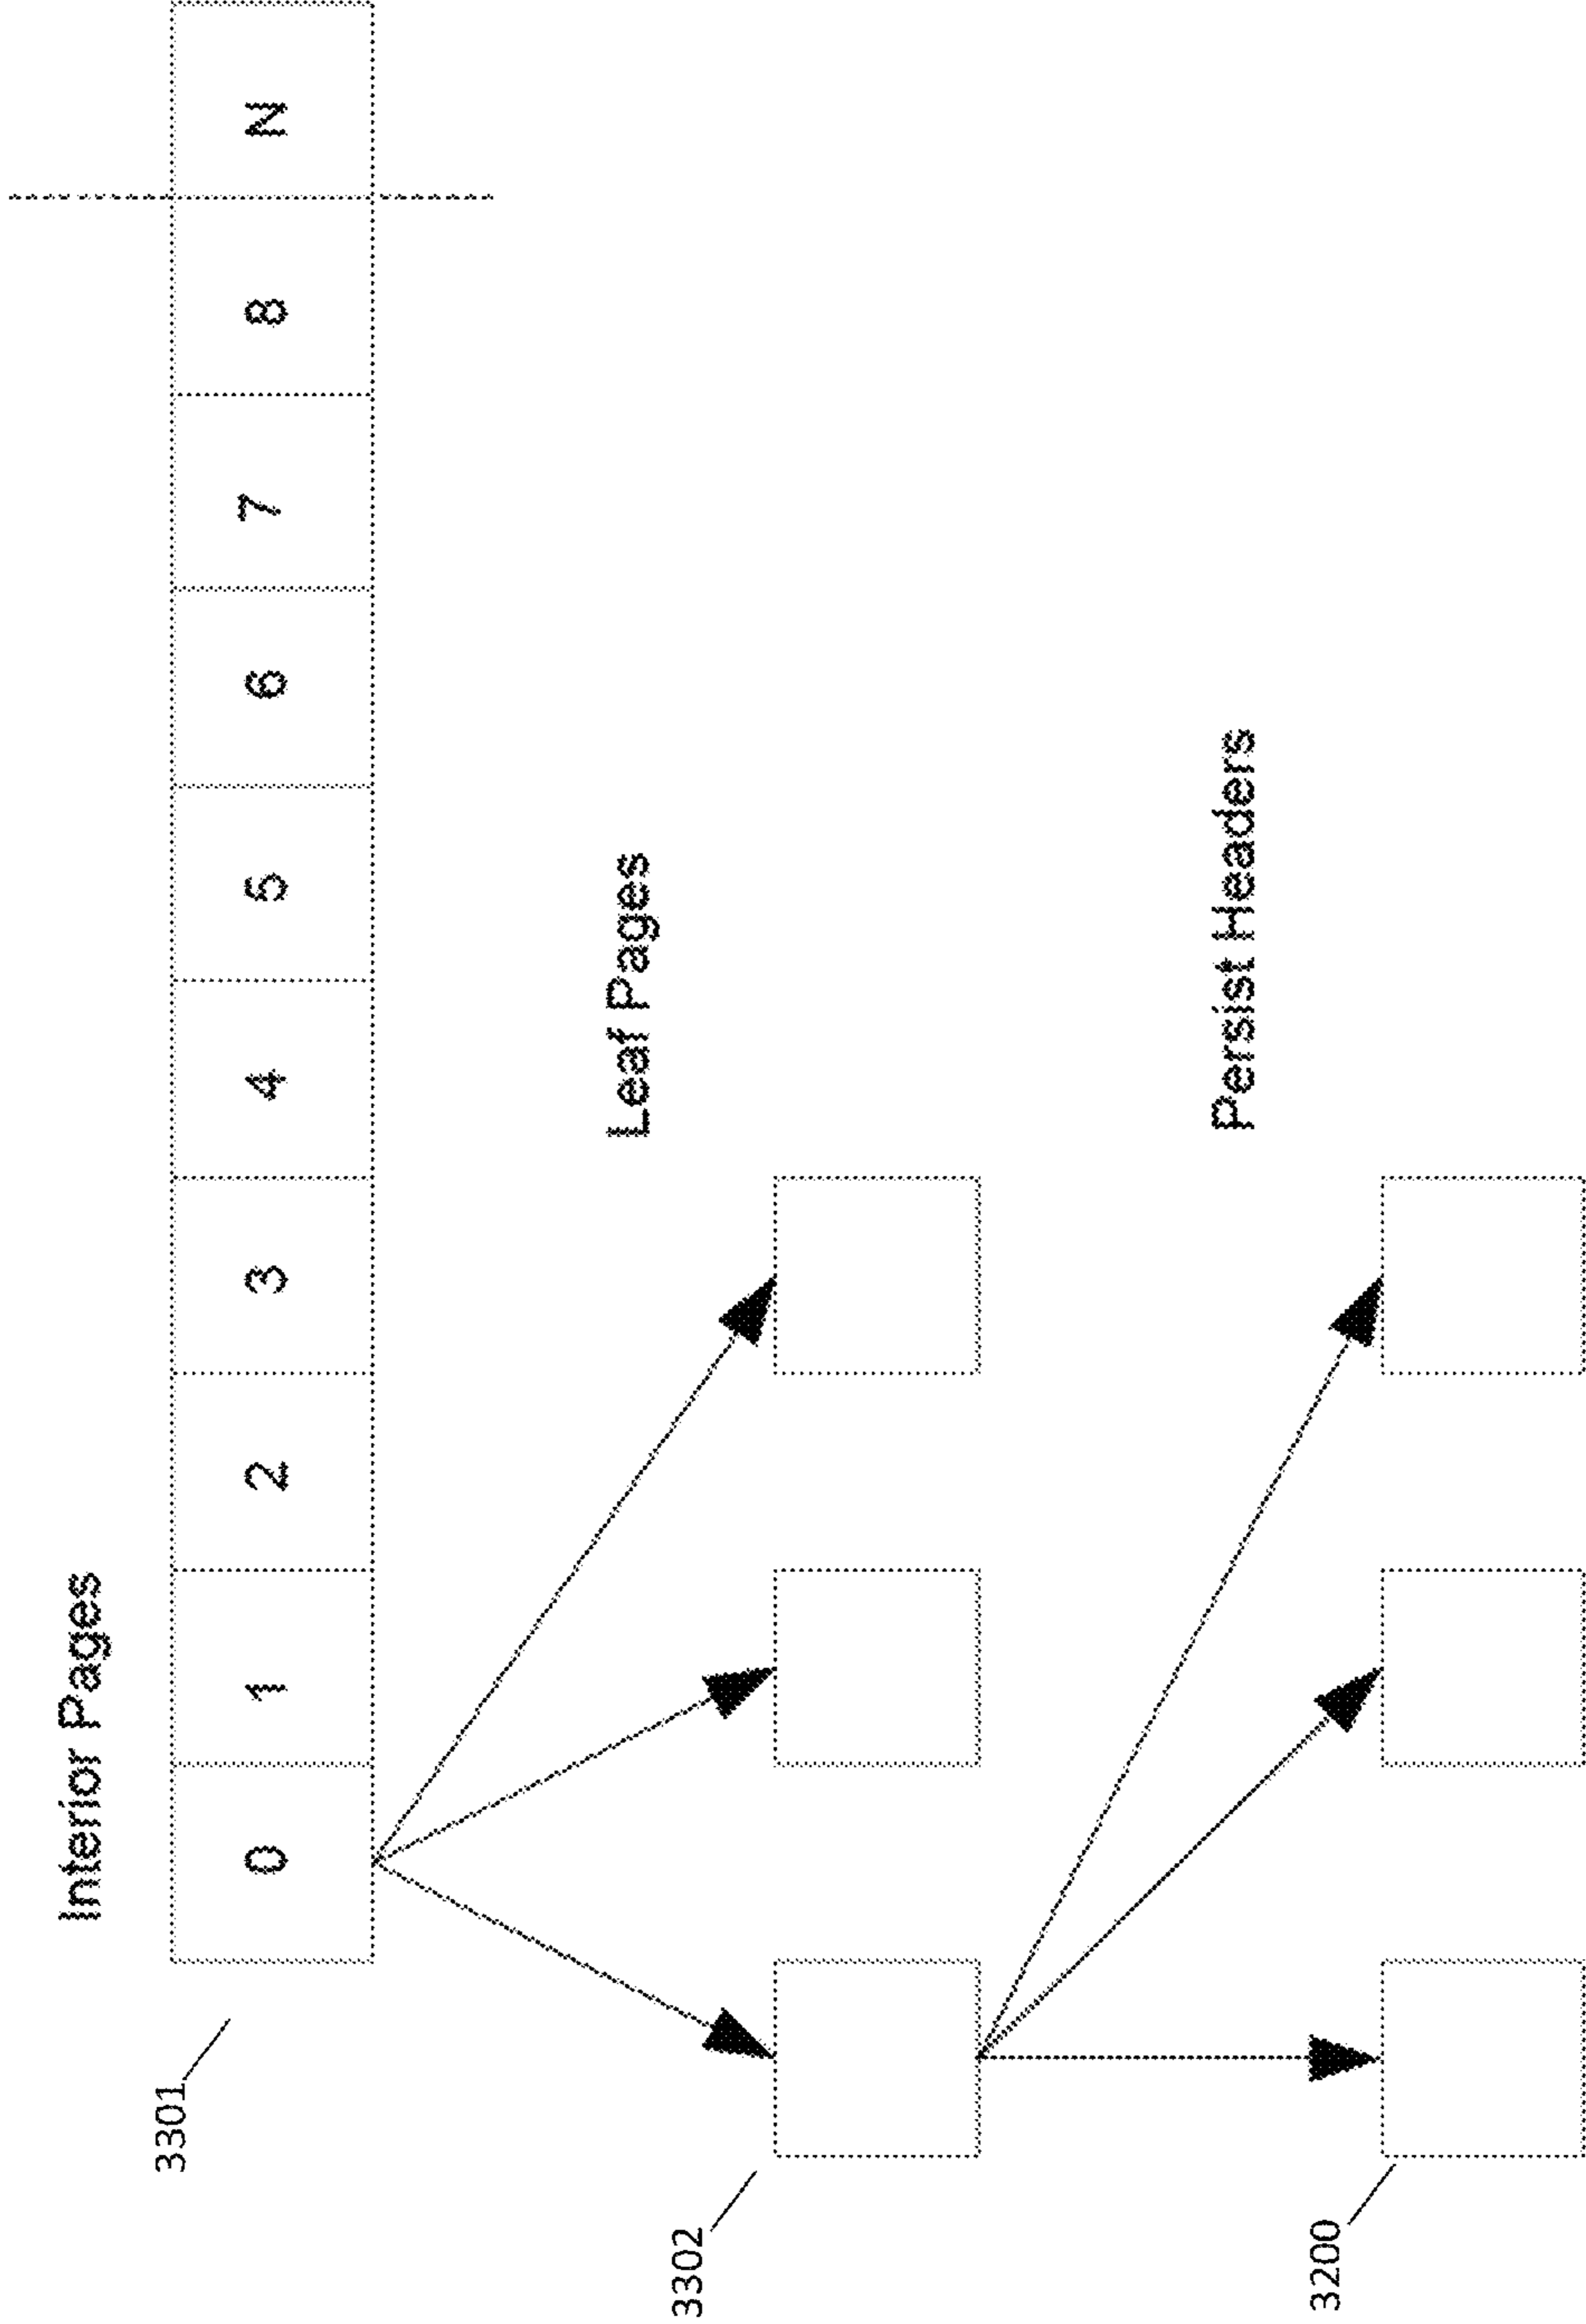 Interior Pages
3301
0 1 2 3 4 5 6 7 8 N
Leaf Pages
3302
Persist Headers
3200